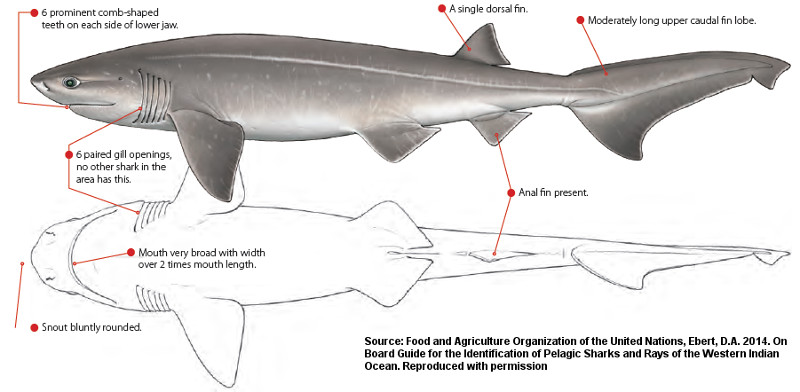 6 prominent comb-shaped
teeth on each side of lower jaw.
A single dorsal fin.
Moderately long upper caudal fin lobe.
6 paired gill openings,
no other shark in the
area has this.
Anal fin present.
Mouth very broad with width
over 2 times mouth length.
Snout bluntly rounded.
Source: Food and Agriculture Organization of the United Nations, Ebert, D.A. 2014. On
Board Guide for the Identification of Pelagic Sharks and Rays of the Western Indian
Ocean. Reproduced with permission